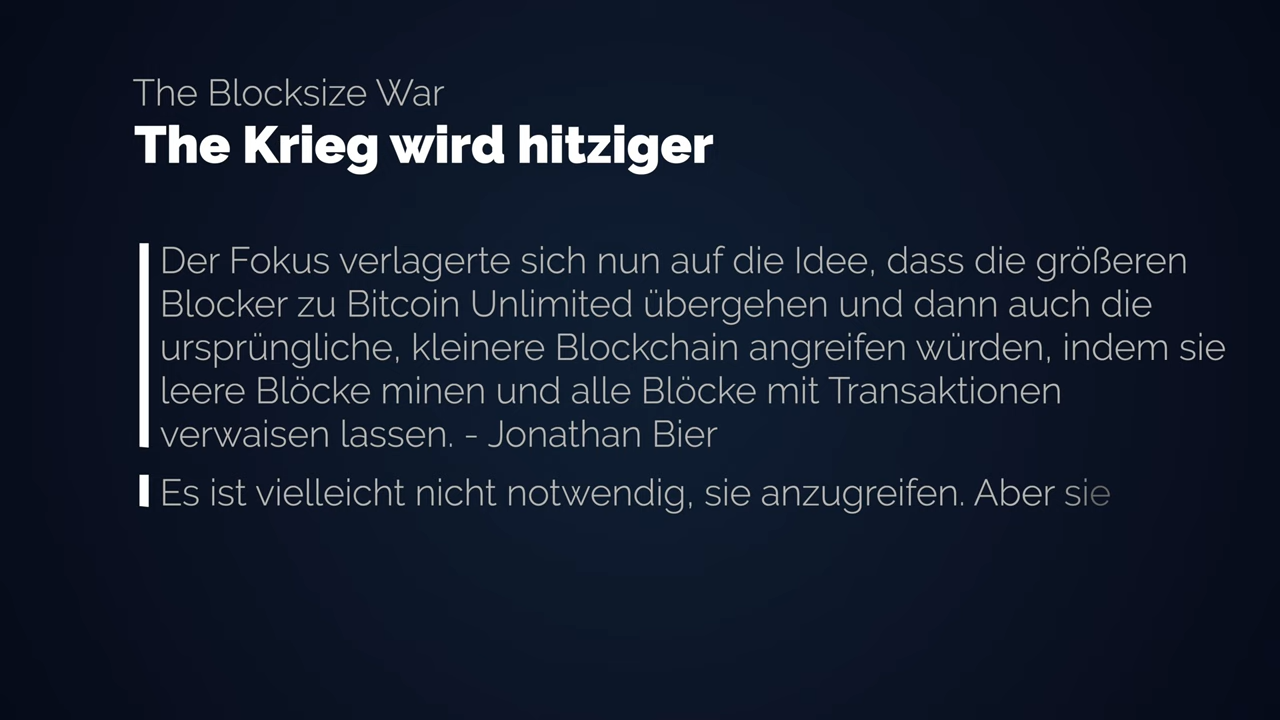 The Blocksize War
The Krieg wird hitziger
Der Fokus verlagerte sich nun auf die Idee, dass die größeren
Blocker zu Bitcoin Unlimited übergehen und dann auch die
ursprüngliche, kleinere Blockchain angreifen würden, indem sie
leere Blöcke minen und alle Blöcke mit Transaktionen
verwaisen lassen. - Jonathan Bier
Es ist vielleicht nicht notwendig, sie anzugreifen. Aber sie